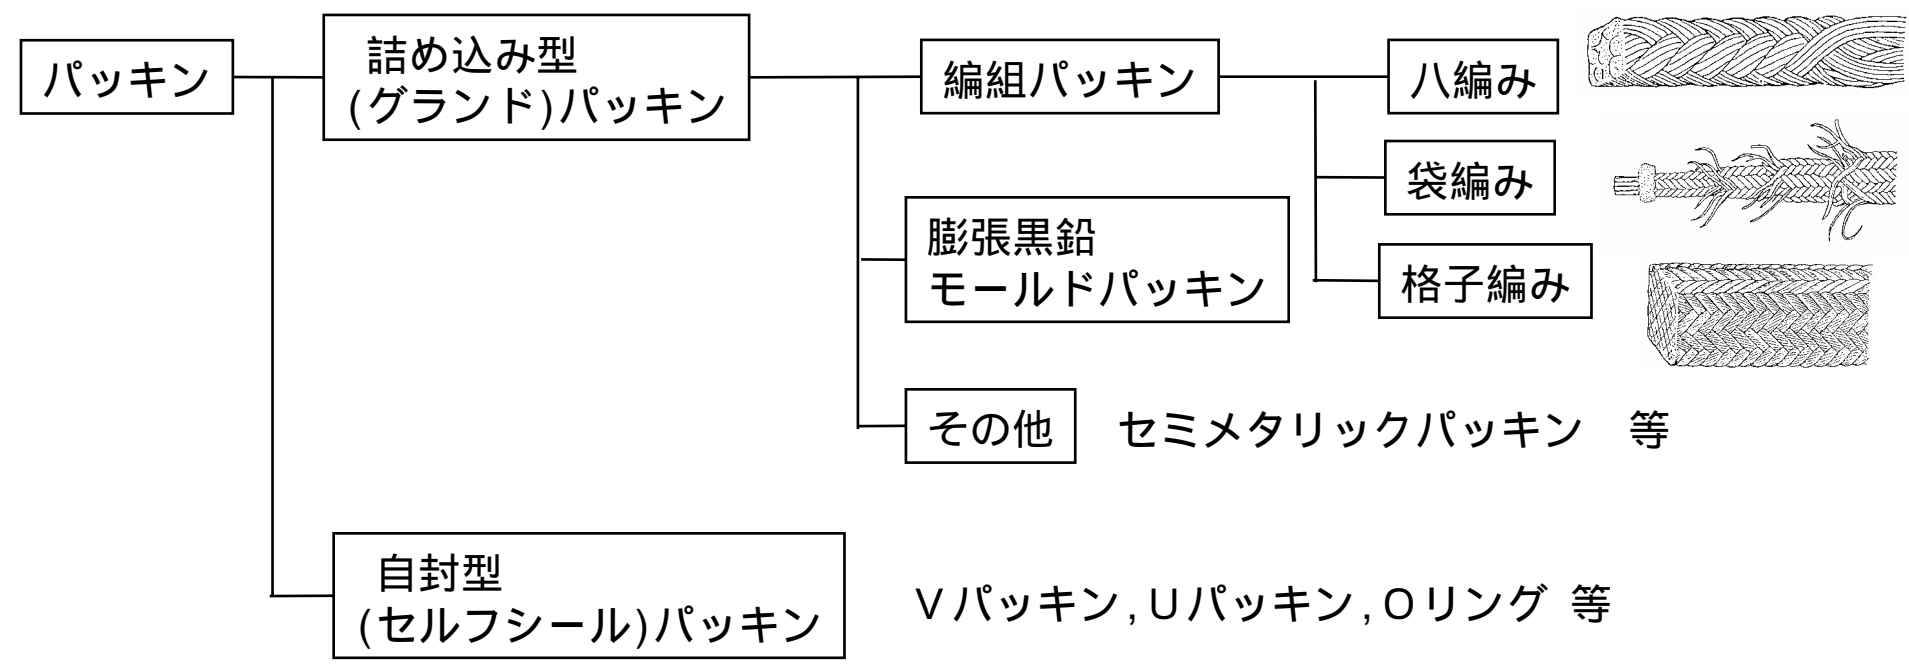 パッキン
詰め込み型
(グランド)パッキン
編組パッキン
八編み
袋編み
膨張黒鉛
モールドパッキン
格子編み
その他
セミメタリックパッキン 等
自封型
(セルフシール)パッキン
Vパッキン,Uパッキン,Oリング 等